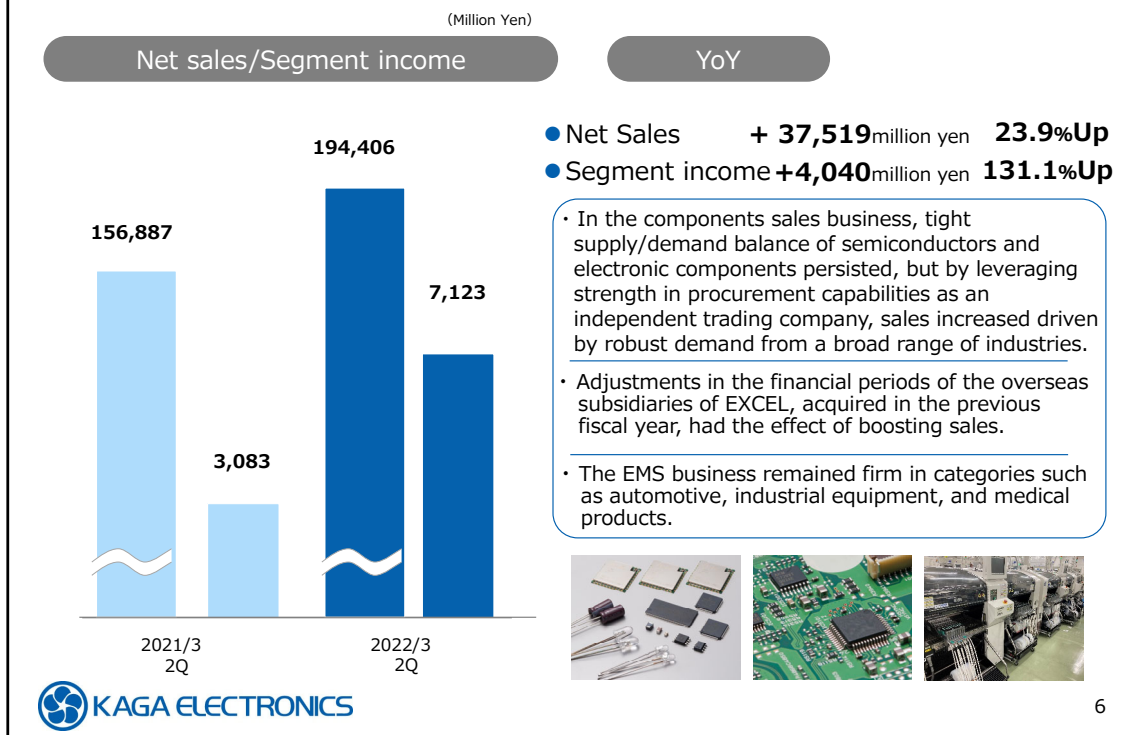 (Million Yen)
Net sales/Segment income
YoY
194,406
156,887
7,123
3,083
2021/3
2Q
2022/3
2Q
●Net Sales + 37,519million yen 23.9%Up
●Segment income +4,040million yen 131.1%Up
・In the components sales business, tight
supply/demand balance of semiconductors and
electronic components persisted, but by leveraging
strength in procurement capabilities as an
independent trading company, sales increased driven
by robust demand from a broad range of industries.
・Adjustments in the financial periods of the overseas
subsidiaries of EXCEL, acquired in the previous
fiscal year, had the effect of boosting sales.
・The EMS business remained firm in categories such
as automotive, industrial equipment, and medical
products.
KAGA ELECTRONICS
6